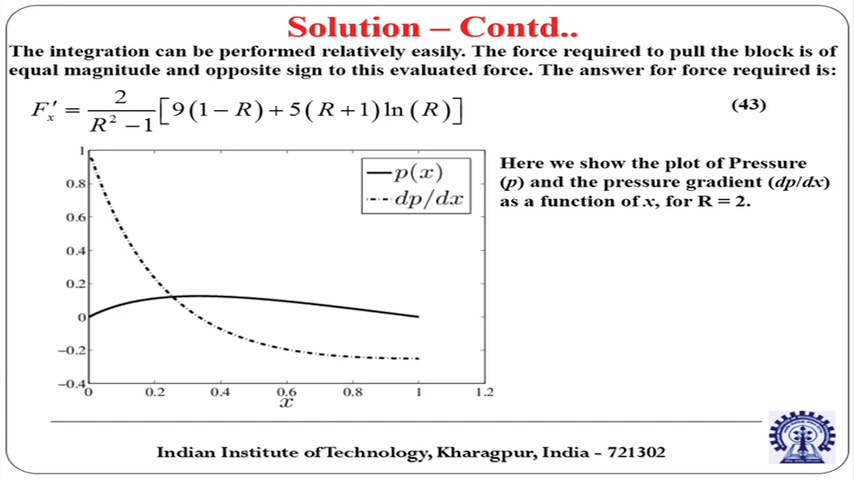 Solution – Contd..
The integration can be performed relatively easily. The force required to pull the block is of
equal magnitude and opposite sign to this evaluated force. The answer for force required is:
Fₓ′ = 2/(R² −1) [9(1− R)+5(R+1)ln(R)]
(43)
1
0.8
0.6
0.4
0.2
0
−0.2
−0.4
p(x)
dp/dx
0 0.2 0.4 0.6 0.8 1 1.2
x
Here we show the plot of Pressure
(p) and the pressure gradient (dp/dx)
as a function of x, for R = 2.
Indian Institute of Technology, Kharagpur, India - 721302